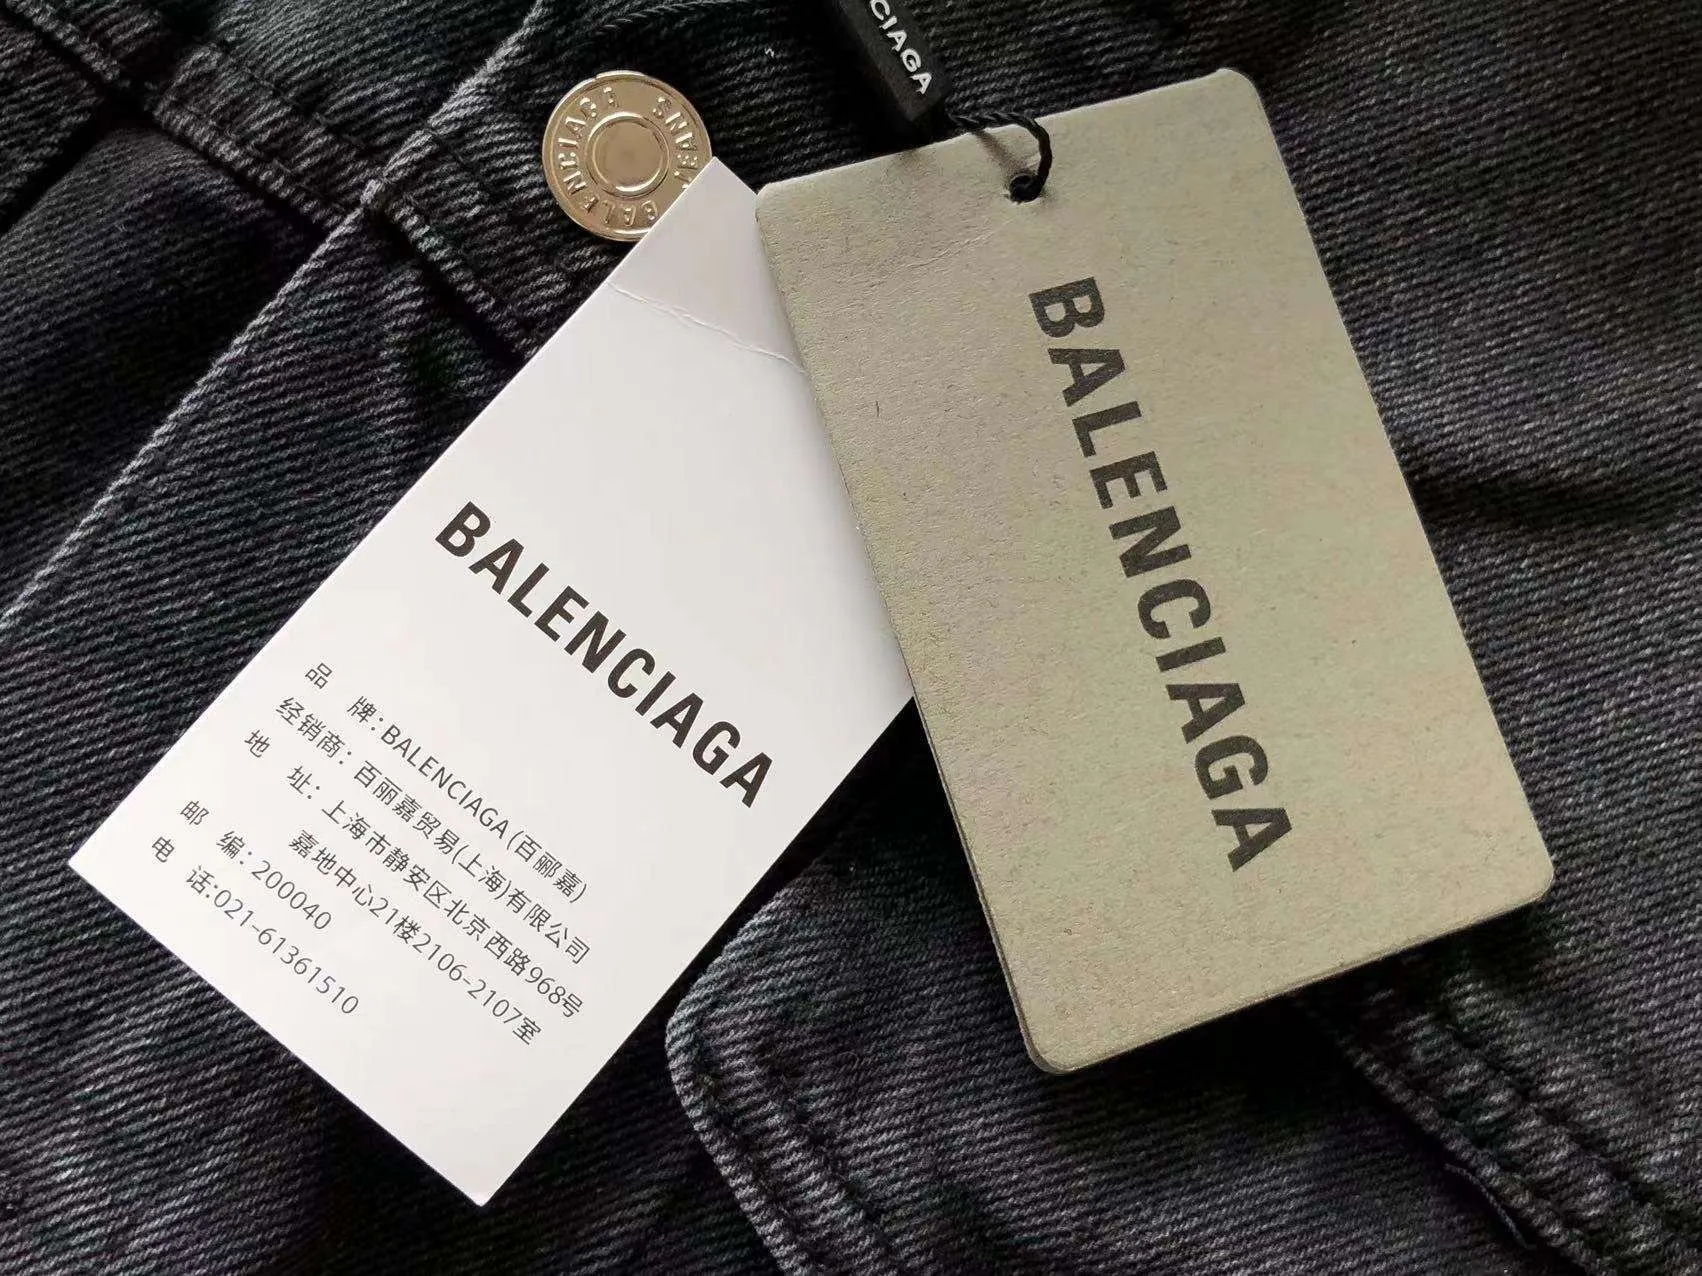 CIAGA
BALENCIAGA JEANS
BALENCIAGA
BALENCIAGA
品 牌:BALENCIAGA(百郦嘉)
经销商:百丽嘉贸易(上海)有限公司
地 址:上海市静安区北京西路968号
嘉地中心21楼2106-2107室
邮 编:200040
电 话:021-61361510